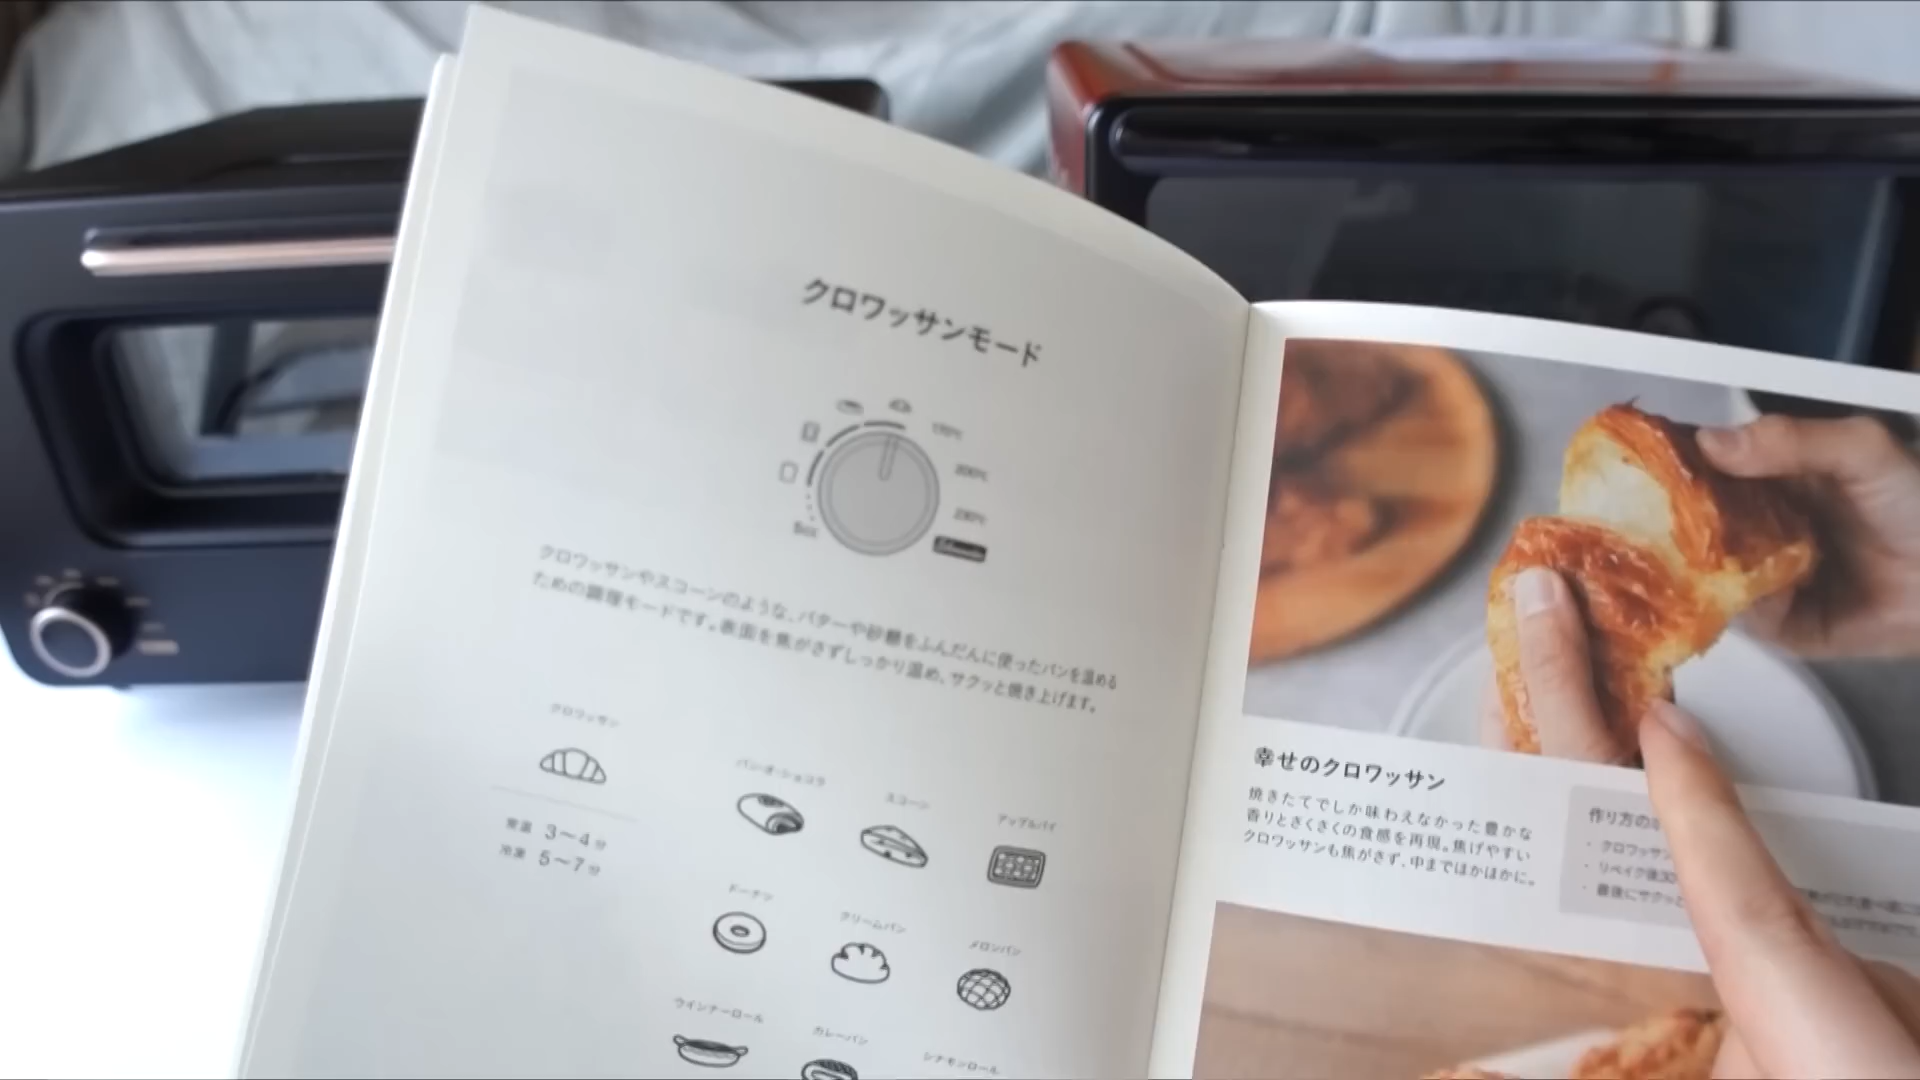 クロワッサンモード
170℃
200℃
230℃
クロワッサンやスコーンのような、バターや砂糖をふんだんに使ったパンを温める
ための調理モードです。表面を焦がさずしっかり温め、サクッと焼き上げます。
クロワッサン
常温 3〜4分
冷凍 5〜7分
パン・オ・ショコラ
スコーン
アップルパイ
ドーナツ
クリームパン
メロンパン
ウインナーロール
カレーパン
シナモンロール
幸せのクロワッサン
焼きたてでしか味わえなかった豊かな
香りとさくさくの食感を再現。焦げやすい
クロワッサンも焦がさず、中までほかほかに。
作り方の
・クロワッサン
・リベイク後30
・最後にサクッと